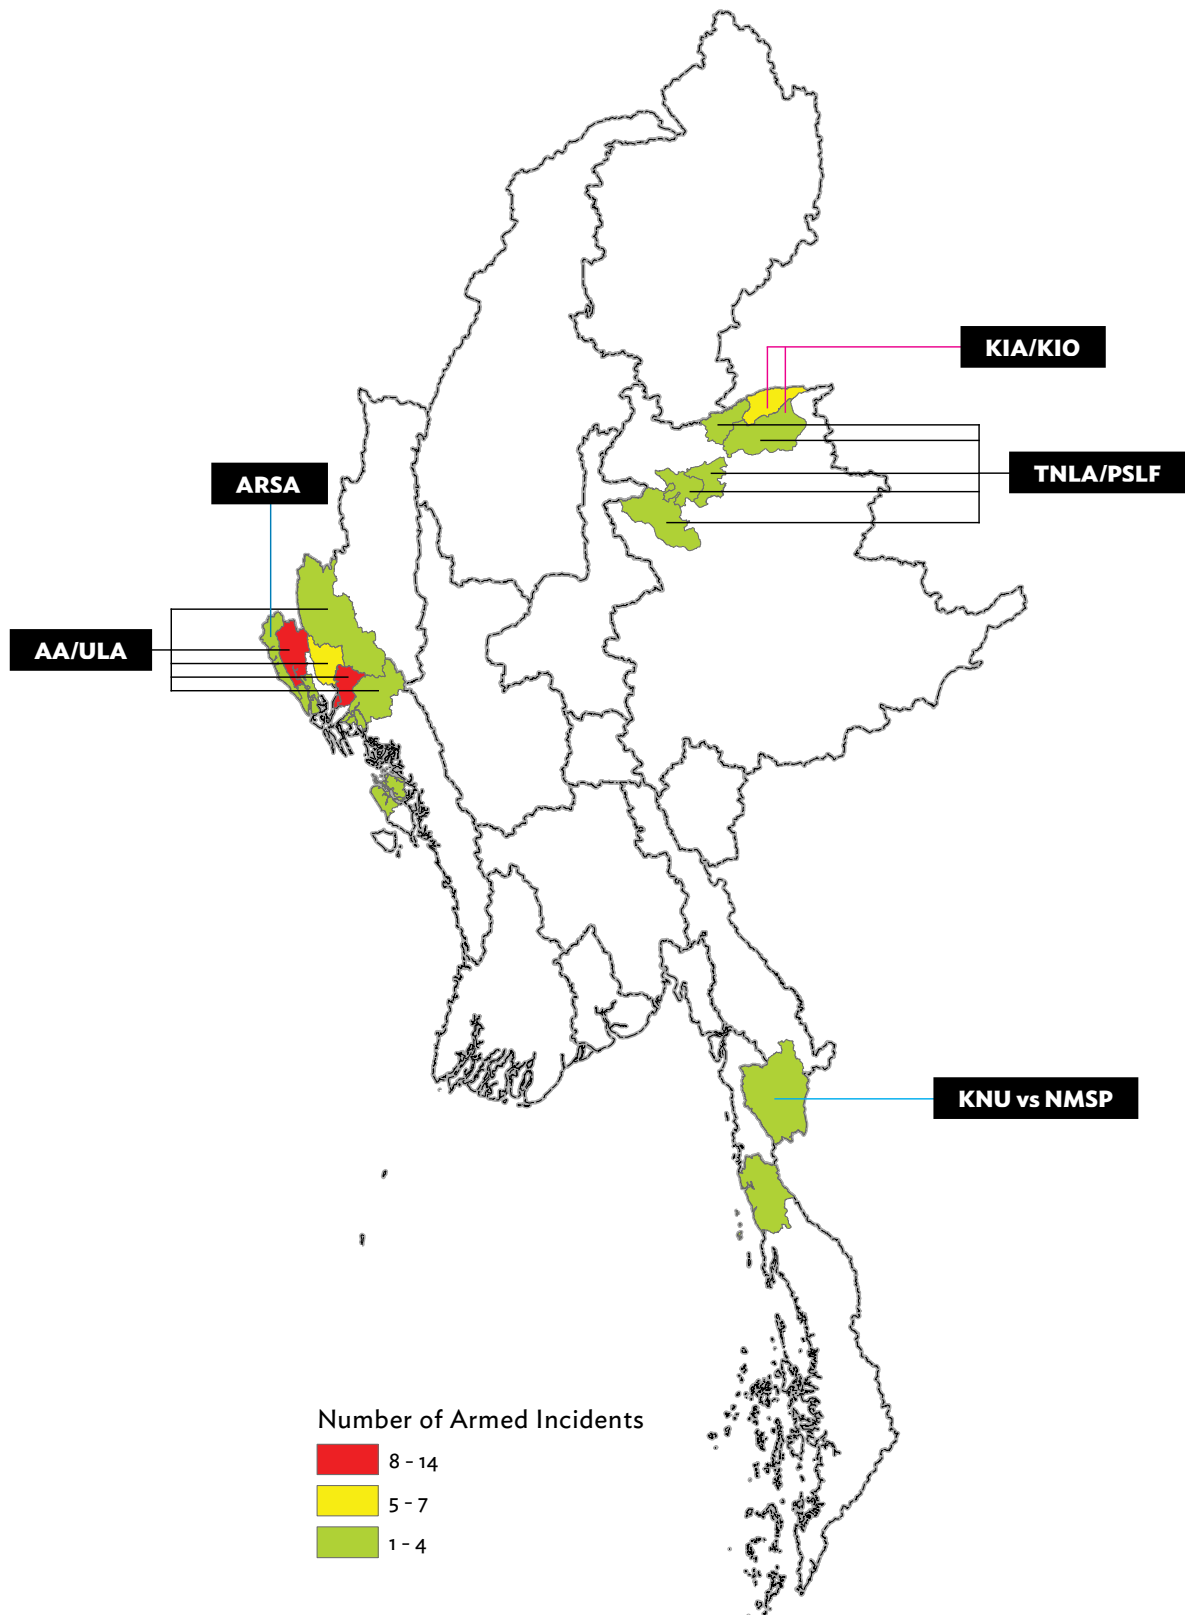 KIA/KIO
TNLA/PSLF
ARSA
AA/ULA
KNU vs NMSP
Number of Armed Incidents
8 - 14
5 - 7
1 - 4